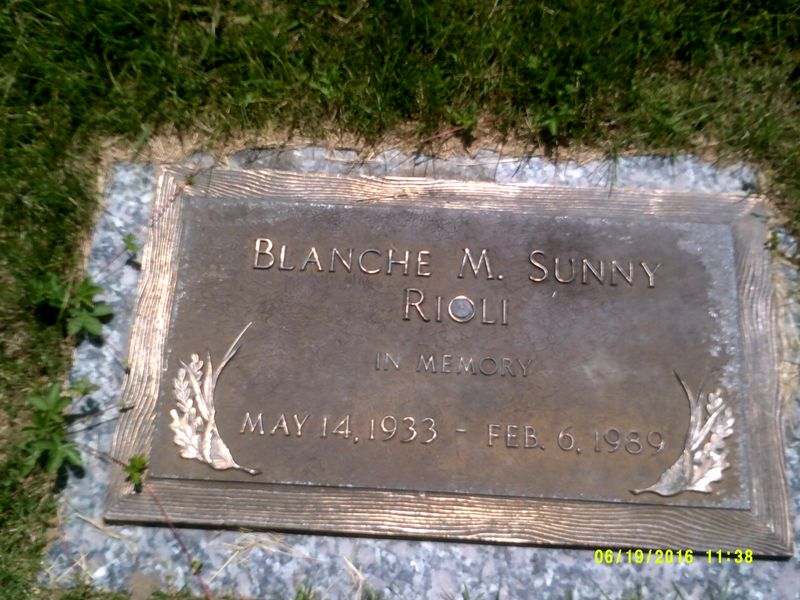 BLANCHE M. SUNNY
RIOLI
IN MEMORY
MAY 14, 1933 - FEB. 6, 1989
06/19/2016 11:38